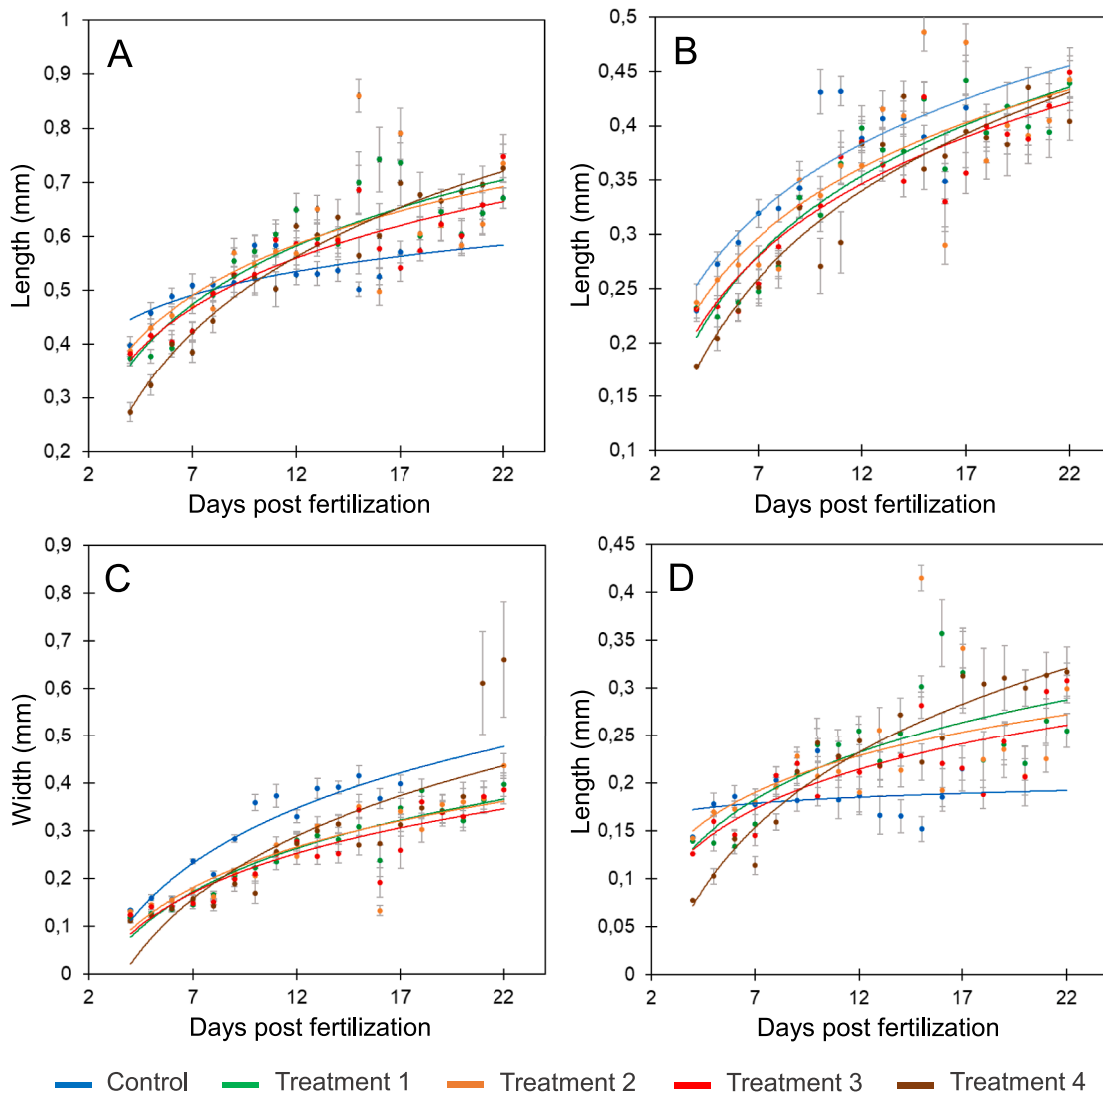 A
Length (mm)
1
0,9
0,8
0,7
0,6
0,5
0,4
0,3
0,2
2 7 12 17 22
Days post fertilization
B
Length (mm)
0,5
0,45
0,4
0,35
0,3
0,25
0,2
0,15
0,1
2 7 12 17 22
Days post fertilization
C
Width (mm)
0,9
0,8
0,7
0,6
0,5
0,4
0,3
0,2
0,1
0
2 7 12 17 22
Days post fertilization
D
Length (mm)
0,45
0,4
0,35
0,3
0,25
0,2
0,15
0,1
0,05
0
2 7 12 17 22
Days post fertilization
Control Treatment 1 Treatment 2 Treatment 3 Treatment 4